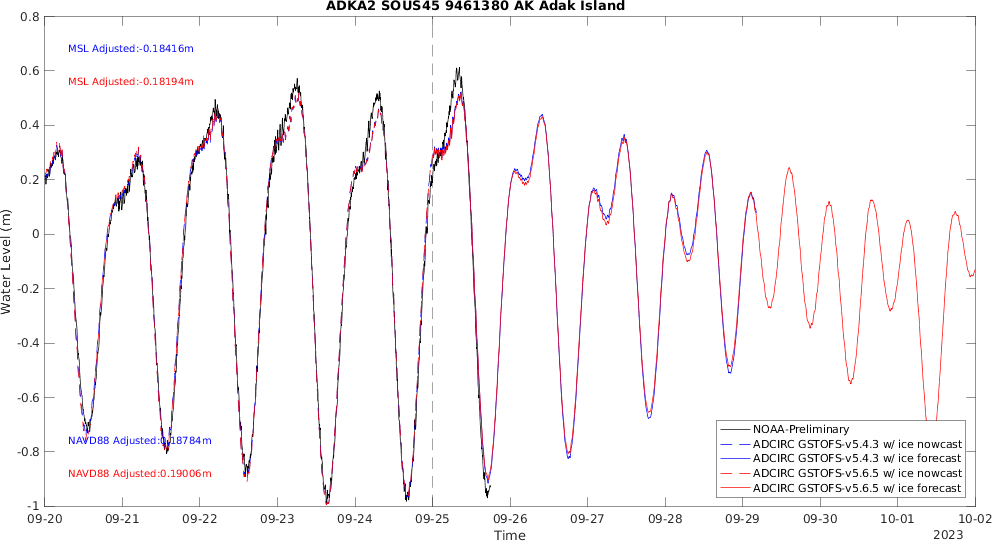 ADKA2 SOUS45 9461380 AK Adak Island
0.8
0.6
0.4
0.2
0
-0.2
-0.4
-0.6
-0.8
-1
Water Level (m)
MSL Adjusted:-0.18416m
MSL Adjusted:-0.18194m
NAVD88 Adjusted:0.18784m
NAVD88 Adjusted:0.19006m
NOAA-Preliminary
ADCIRC GSTOFS-v5.4.3 w/ ice nowcast
ADCIRC GSTOFS-v5.4.3 w/ ice forecast
ADCIRC GSTOFS-v5.6.5 w/ ice nowcast
ADCIRC GSTOFS-v5.6.5 w/ ice forecast
09-20 09-21 09-22 09-23 09-24 09-25 09-26 09-27 09-28 09-29 09-30 10-01 10-02
Time
2023